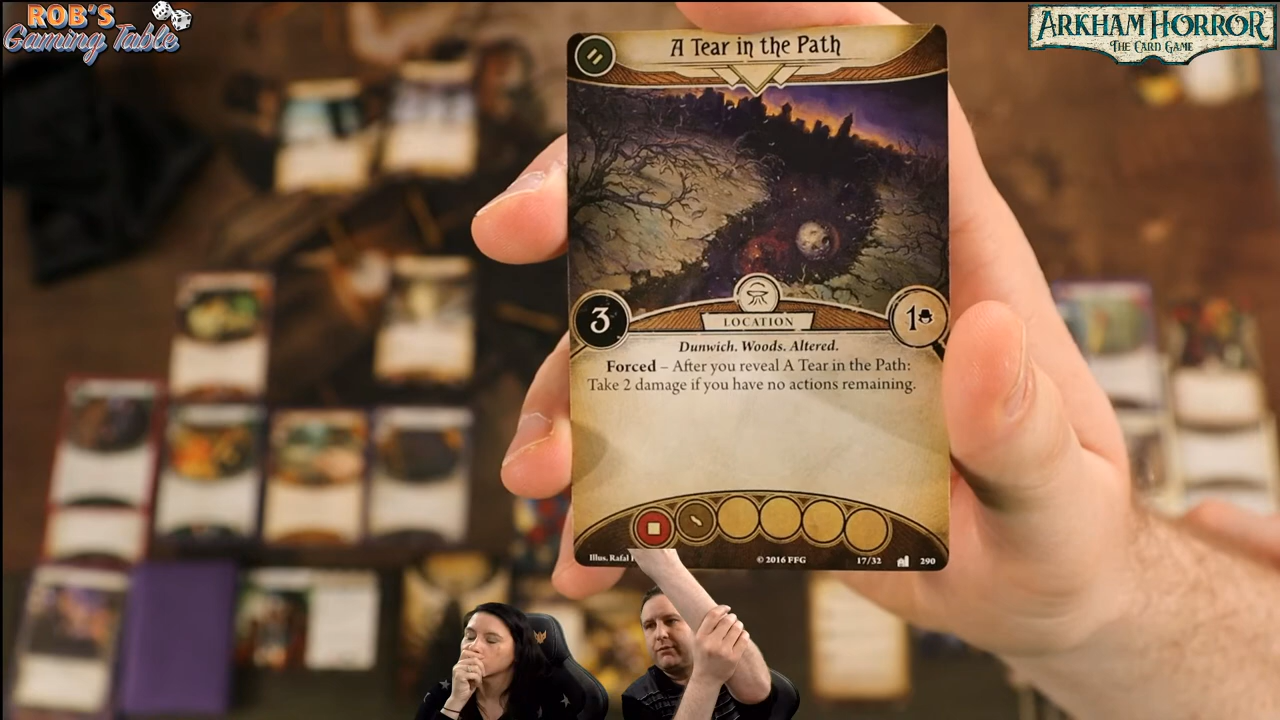 ROB'S
Gaming Table
ARKHAM HORROR
THE CARD GAME
A Tear in the Path
3
LOCATION
1
Dunwich. Woods. Altered.
Forced – After you reveal A Tear in the Path:
Take 2 damage if you have no actions remaining.
Illus. Rafał
© 2016 FFG
17/32
290